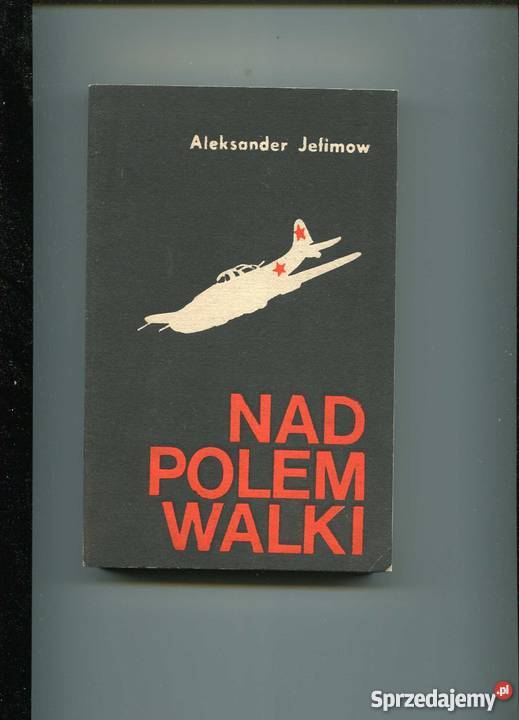 Aleksander Jefimow
NAD
POLEM
WALKI
Sprzedajemy.pl